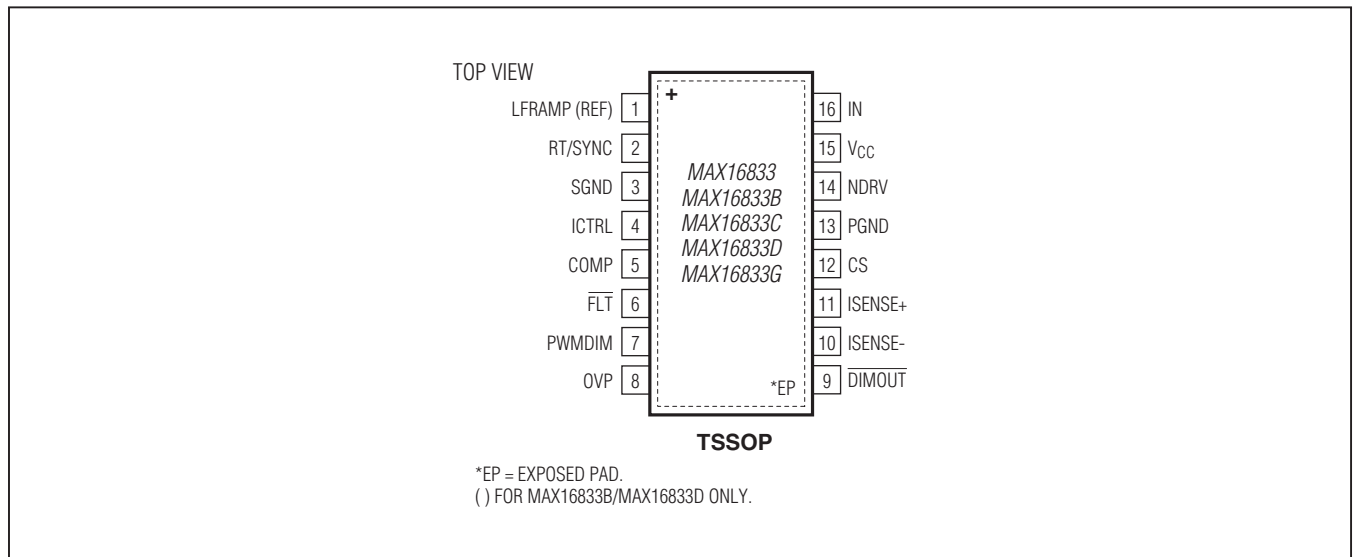 TOP VIEW
+
LFRAMP (REF) 1
RT/SYNC 2
SGND 3
ICTRL 4
COMP 5
FLT 6
PWMDIM 7
OVP 8
MAX16833
MAX16833B
MAX16833C
MAX16833D
MAX16833G
*EP
16 IN
15 VCC
14 NDRV
13 PGND
12 CS
11 ISENSE+
10 ISENSE-
9 DIMOUT
TSSOP
*EP = EXPOSED PAD.
( ) FOR MAX16833B/MAX16833D ONLY.